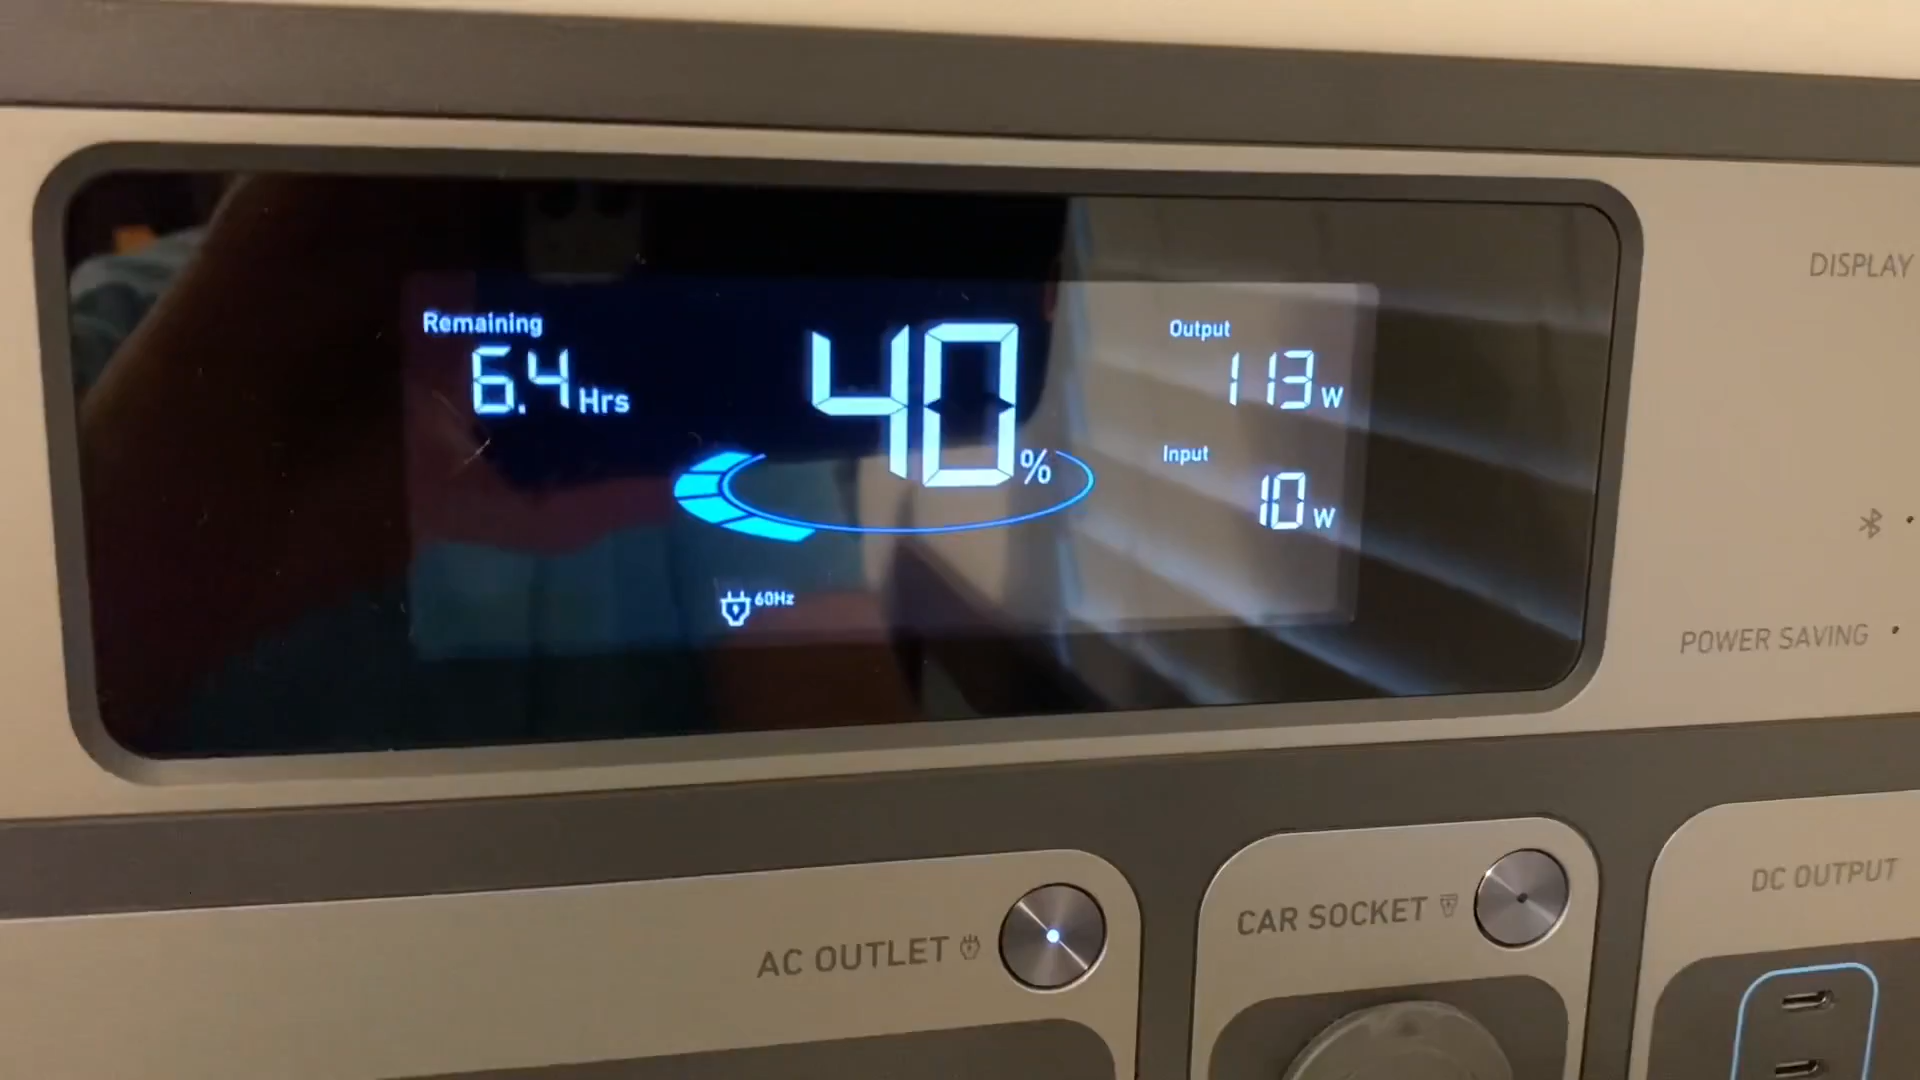 DISPLAY
Remaining
6.4 Hrs
40%
Output
113 W
Input
10 W
60Hz
POWER SAVING
AC OUTLET
CAR SOCKET
DC OUTPUT